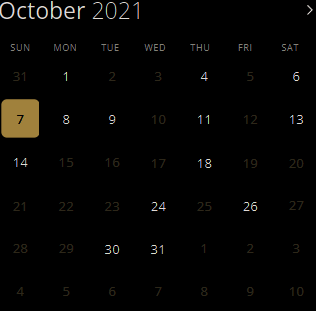 October 2021
SUN MON TUE WED THU FRI SAT
31 1 2 3 4 5 6
7 8 9 10 11 12 13
14 15 16 17 18 19 20
21 22 23 24 25 26 27
28 29 30 31 1 2 3
4 5 6 7 8 9 10